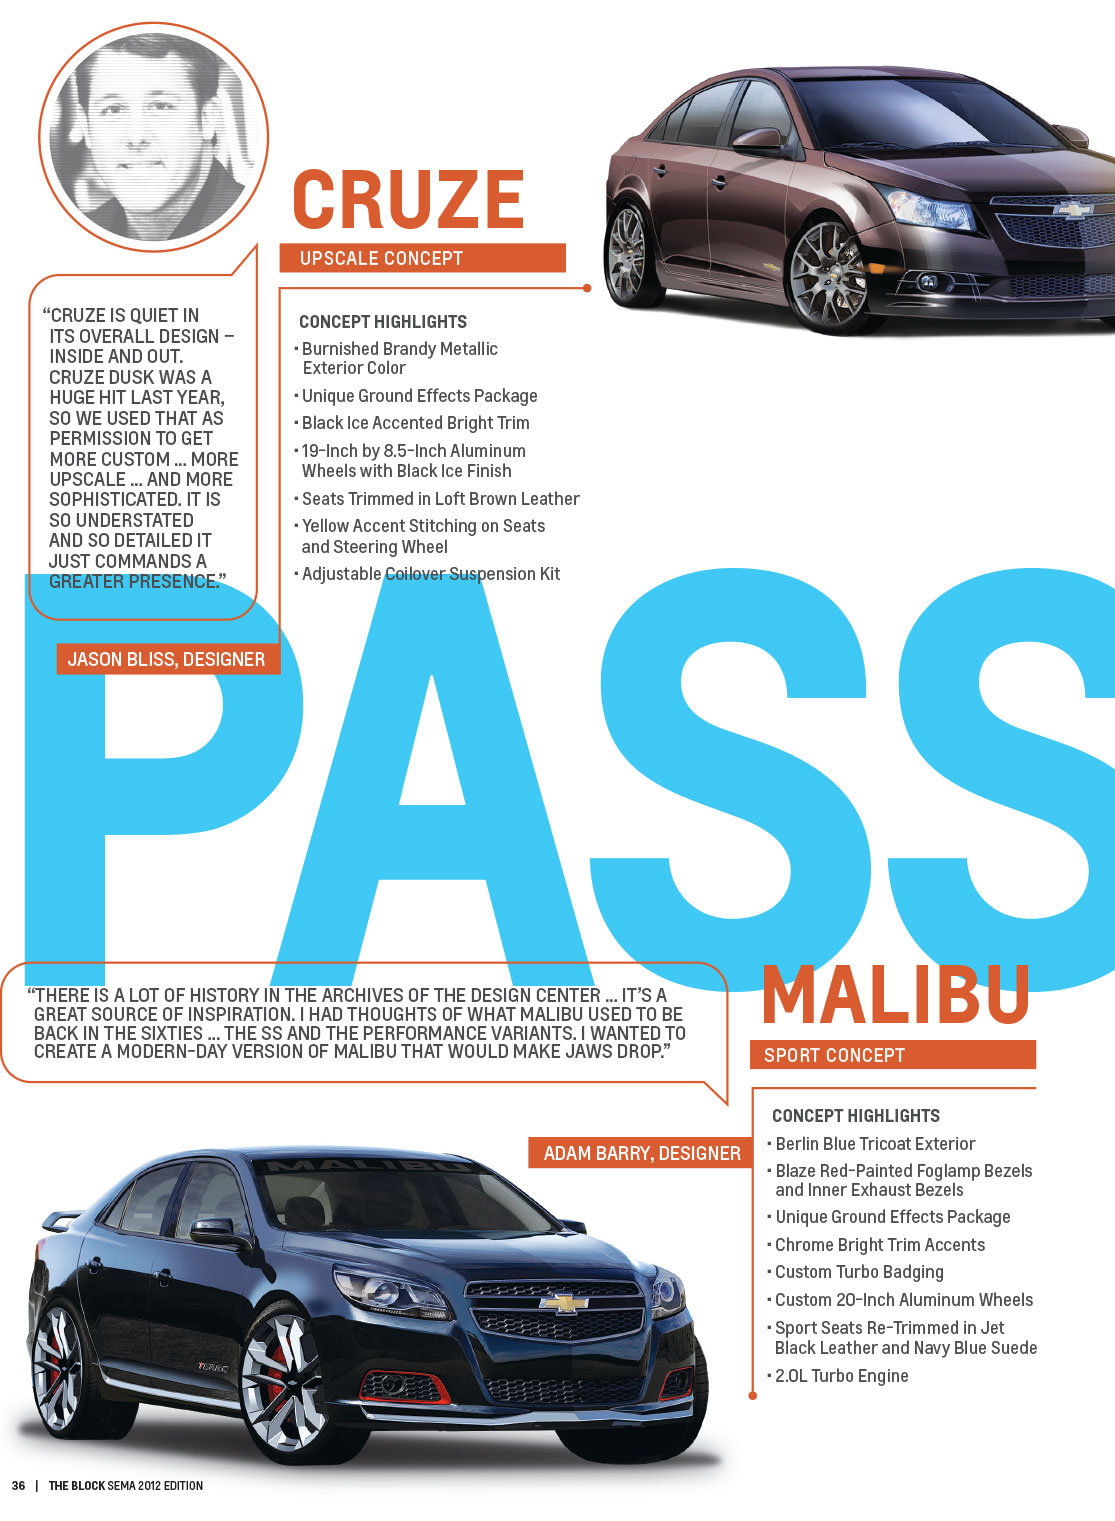 CRUZE
UPSCALE CONCEPT
“CRUZE IS QUIET IN
ITS OVERALL DESIGN –
INSIDE AND OUT.
CRUZE DUSK WAS A
HUGE HIT LAST YEAR,
SO WE USED THAT AS
PERMISSION TO GET
MORE CUSTOM ... MORE
UPSCALE ... AND MORE
SOPHISTICATED. IT IS
SO UNDERSTATED
AND SO DETAILED IT
JUST COMMANDS A
GREATER PRESENCE.”
JASON BLISS, DESIGNER
CONCEPT HIGHLIGHTS
· Burnished Brandy Metallic
Exterior Color
· Unique Ground Effects Package
· Black Ice Accented Bright Trim
· 19-Inch by 8.5-Inch Aluminum
Wheels with Black Ice Finish
· Seats Trimmed in Loft Brown Leather
· Yellow Accent Stitching on Seats
and Steering Wheel
· Adjustable Coilover Suspension Kit
PASS
“THERE IS A LOT OF HISTORY IN THE ARCHIVES OF THE DESIGN CENTER ... IT’S A
GREAT SOURCE OF INSPIRATION. I HAD THOUGHTS OF WHAT MALIBU USED TO BE
BACK IN THE SIXTIES ... THE SS AND THE PERFORMANCE VARIANTS. I WANTED TO
CREATE A MODERN-DAY VERSION OF MALIBU THAT WOULD MAKE JAWS DROP.”
ADAM BARRY, DESIGNER
MALIBU
SPORT CONCEPT
CONCEPT HIGHLIGHTS
· Berlin Blue Tricoat Exterior
· Blaze Red-Painted Foglamp Bezels
and Inner Exhaust Bezels
· Unique Ground Effects Package
· Chrome Bright Trim Accents
· Custom Turbo Badging
· Custom 20-Inch Aluminum Wheels
· Sport Seats Re-Trimmed in Jet
Black Leather and Navy Blue Suede
· 2.0L Turbo Engine
MALIBU
36 | THE BLOCK SEMA 2012 EDITION